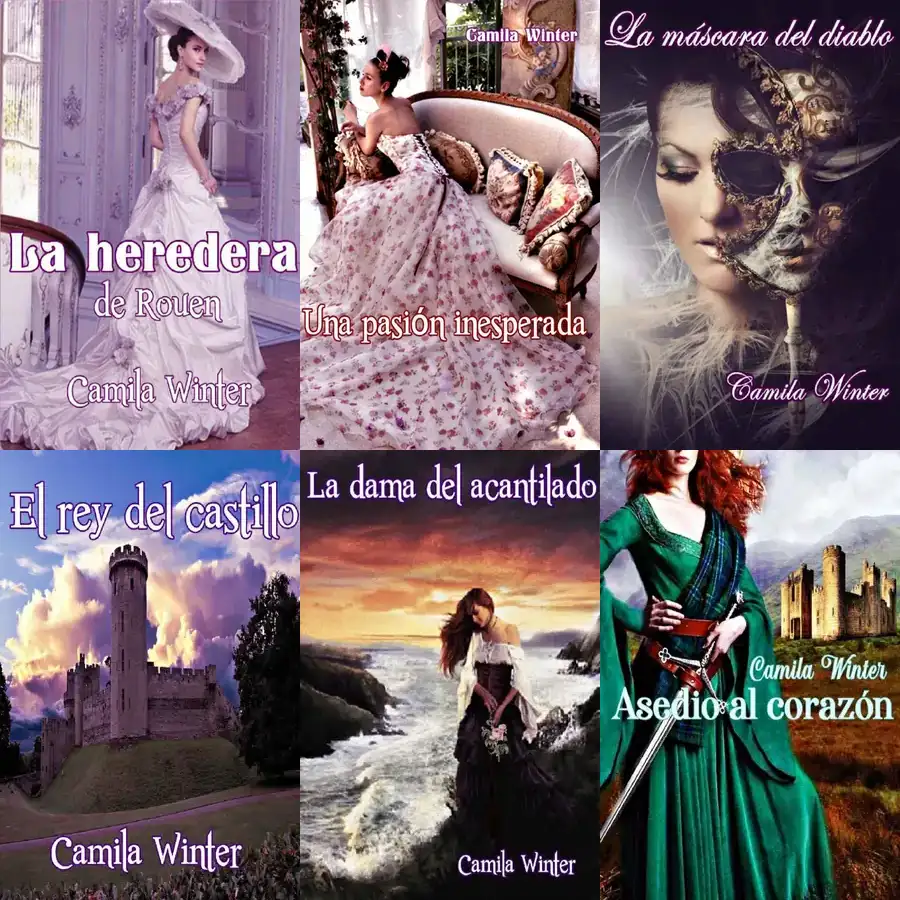 La heredera
de Rouen
Camila Winter
Camila Winter
Una pasión inesperada
La máscara del diablo
Camila Winter
El rey del castillo
Camila Winter
La dama del acantilado
Camila Winter
Camila Winter
Asedio al corazón